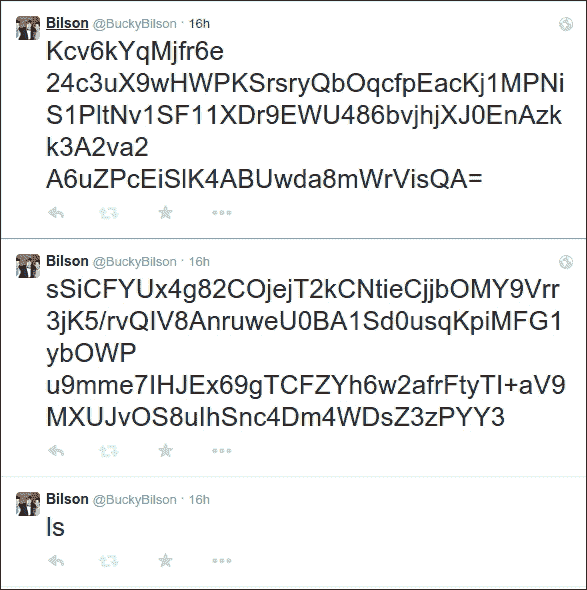 Bilson @BuckyBilson · 16h
Kcv6kYqMjfr6e
24c3uX9wHWPKSrsryQbOqcfpEacKj1MPNi
S1PltNv1SF11XDr9EWU486bvjhjXJ0EnAzk
k3A2va2
A6uZPcEiSlK4ABUwda8mWrVisQA=
Bilson @BuckyBilson · 16h
sSiCFYUx4g82COjejT2kCNtieCjjbOMY9Vrr
3jK5/rvQIV8AnruweU0BA1Sd0usqKpiMFG1
ybOWP
u9mme7IHJEx69gTCFZYh6w2afrFtyTI+aV9
MXUJvOS8uIhSnc4Dm4WDsZ3zPYY3
Bilson @BuckyBilson · 16h
ls